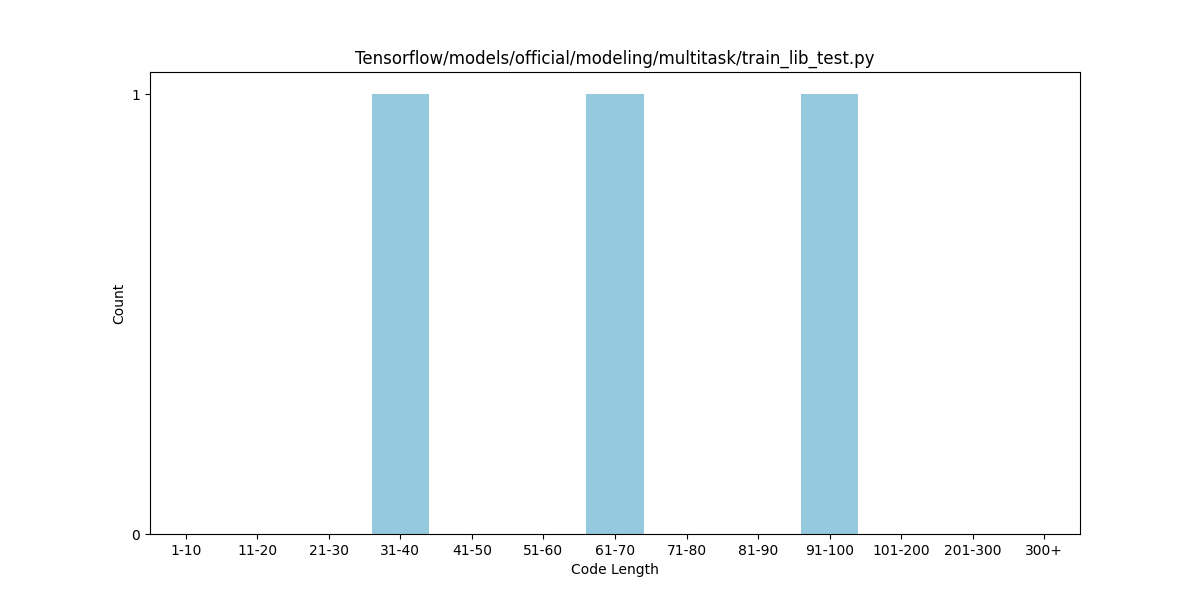 Tensorflow/models/official/modeling/multitask/train_lib_test.py
1
Count
0
1-10 11-20 21-30 31-40 41-50 51-60 61-70 71-80 81-90 91-100 101-200 201-300 300+
Code Length